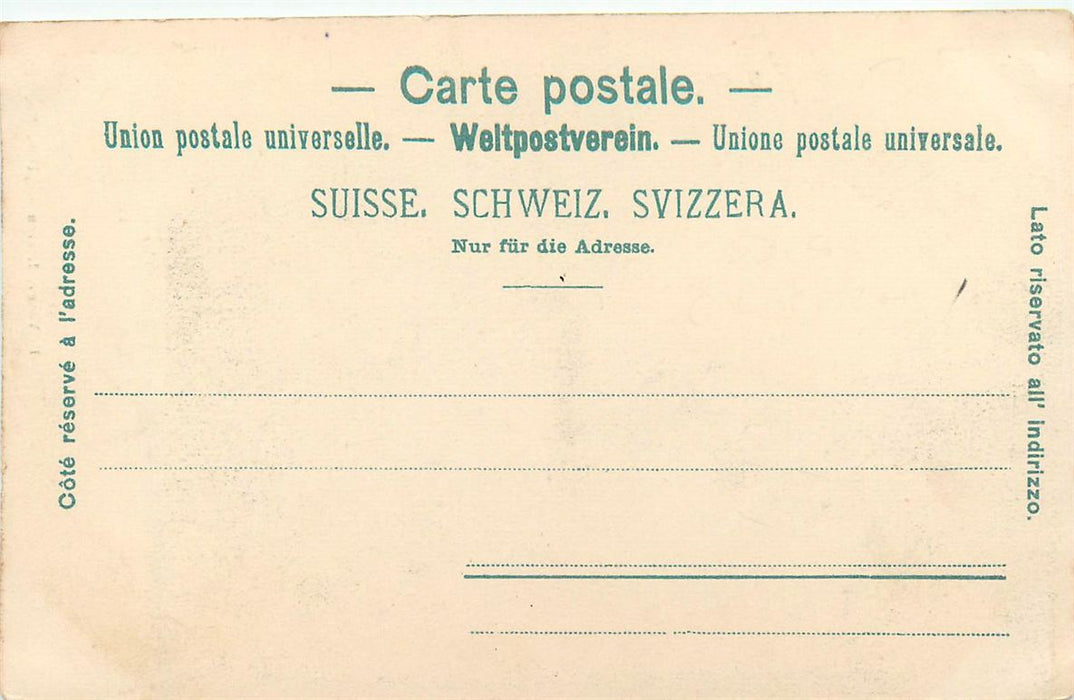 — Carte postale. —
Union postale universelle. — Weltpostverein. — Unione postale universale.
SUISSE. SCHWEIZ. SVIZZERA.
Nur für die Adresse.
Côté réservé à l'adresse.
Lato riservato all' indirizzo.